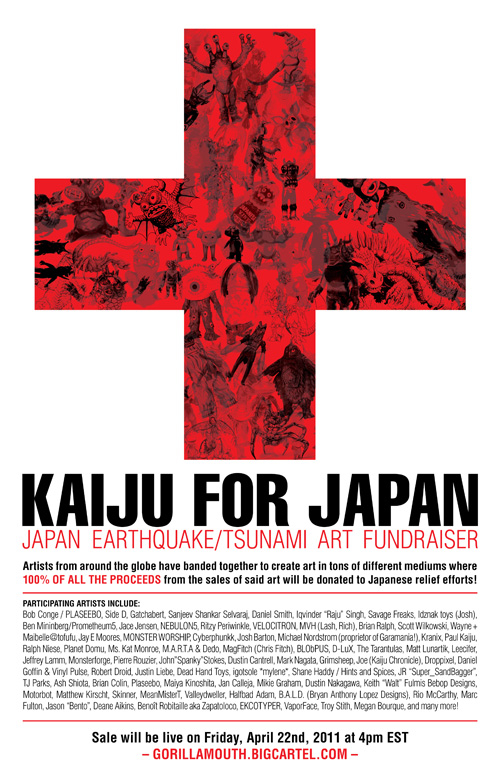 KAIJU FOR JAPAN
JAPAN EARTHQUAKE/TSUNAMI ART FUNDRAISER
Artists from around the globe have banded together to create art in tons of different mediums where
100% OF ALL THE PROCEEDS from the sales of said art will be donated to Japanese relief efforts!
PARTICIPATING ARTISTS INCLUDE:
Bob Conge / PLASEEBO, Side D, Gatchabert, Sanjeev Shankar Selvaraj, Daniel Smith, Iqvinder "Raju" Singh, Savage Freaks, Idzmak toys (Josh),
Ben Mininberg/Prometheum5, Jace Jensen, NEBULON5, Ritzy Periwinkle, VELOCITRON, MVH (Lash, Rich), Brian Ralph, Scott Wilkowski, Wayne +
Maibelle@tofufu, Jay E Moores, MONSTER WORSHIP, Cyberphunkk, Josh Barton, Michael Nordstrom (proprietor of Garamania!), Kranix, Paul Kaiju,
Ralph Niese, Planet Domu, Ms. Kat Monroe, M.A.R.T.A & Dedo, MagFitch (Chris Fitch), BLObPUS, D-LuX, The Tarantulas, Matt Lunartik, Leecifer,
Jeffrey Lamm, Monsterforge, Pierre Rouzier, John"Spanky"Stokes, Dustin Cantrell, Mark Nagata, Grimsheep, Joe (Kaiju Chronicle), Droppixel, Daniel
Goffin & Vinyl Pulse, Robert Droid, Justin Liebe, Dead Hand Toys, igotsole *mylene*, Shane Haddy / Hints and Spices, JR "Super_SandBagger",
TJ Parks, Ash Shiota, Brian Colin, Plaseebo, Maiya Kinoshita, Jan Calleja, Mikie Graham, Dustin Nakagawa, Keith "Walt" Fulmis Bebop Designs,
Motorbot, Matthew Kirscht, Skinner, MeanMisterT, Valleydweller, Halfbad Adam, B.A.L.D. (Bryan Anthony Lopez Designs), Rio McCarthy, Marc
Fulton, Jason "Bento", Deane Aikins, Benoît Robitaille aka Zapatoloco, EKCOTYPER, VaporFace, Troy Stith, Megan Bourque, and many more!
Sale will be live on Friday, April 22nd, 2011 at 4pm EST
– GORILLAMOUTH.BIGCARTEL.COM –